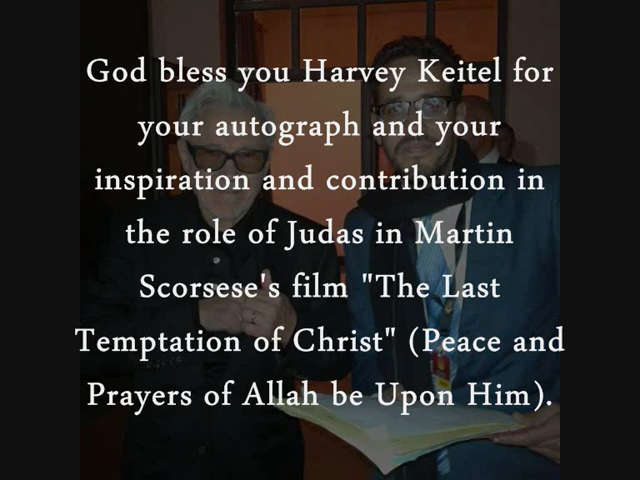 God bless you Harvey Keitel for
your autograph and your
inspiration and contribution in
the role of Judas in Martin
Scorsese's film "The Last
Temptation of Christ" (Peace and
Prayers of Allah be Upon Him).